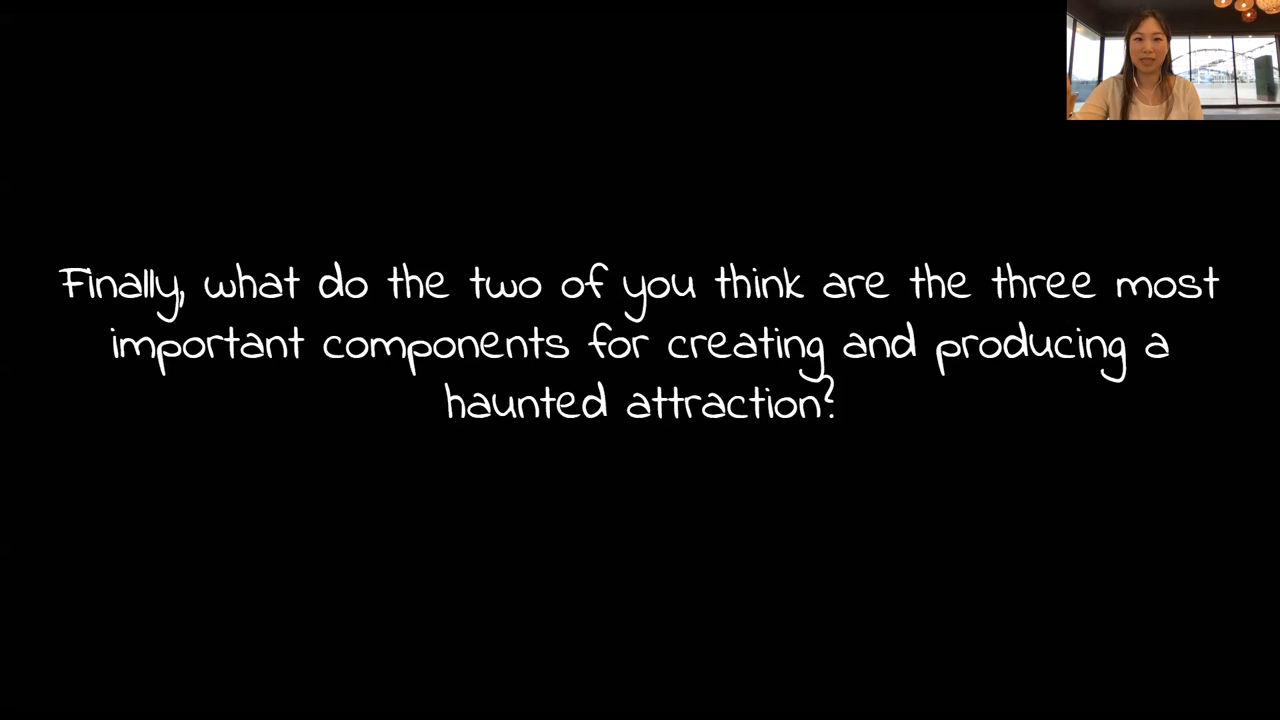 Finally, what do the two of you think are the three most
important components for creating and producing a
haunted attraction?